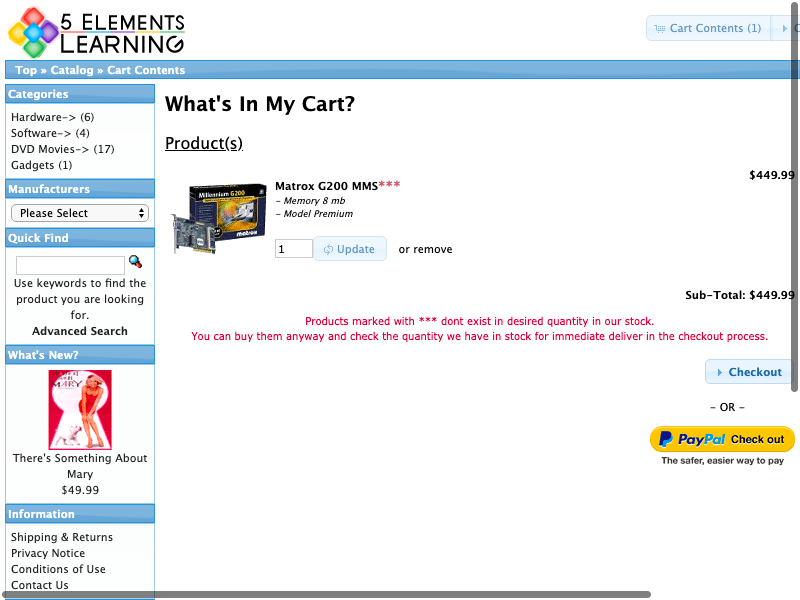 5 ELEMENTS
LEARNING
Cart Contents (1)
Top » Catalog » Cart Contents
Categories
Hardware-> (6)
Software-> (4)
DVD Movies-> (17)
Gadgets (1)
Manufacturers
Please Select
Quick Find
Use keywords to find the
product you are looking
for.
Advanced Search
What's New?
MARY
There's Something About
Mary
$49.99
Information
Shipping & Returns
Privacy Notice
Conditions of Use
Contact Us
What's In My Cart?
Product(s)
Millennium G200
matrox
Matrox G200 MMS***
- Memory 8 mb
- Model Premium
$449.99
1
Update
or remove
Sub-Total: $449.99
Products marked with *** dont exist in desired quantity in our stock.
You can buy them anyway and check the quantity we have in stock for immediate deliver in the checkout process.
Checkout
- OR -
PayPal Check out
The safer, easier way to pay